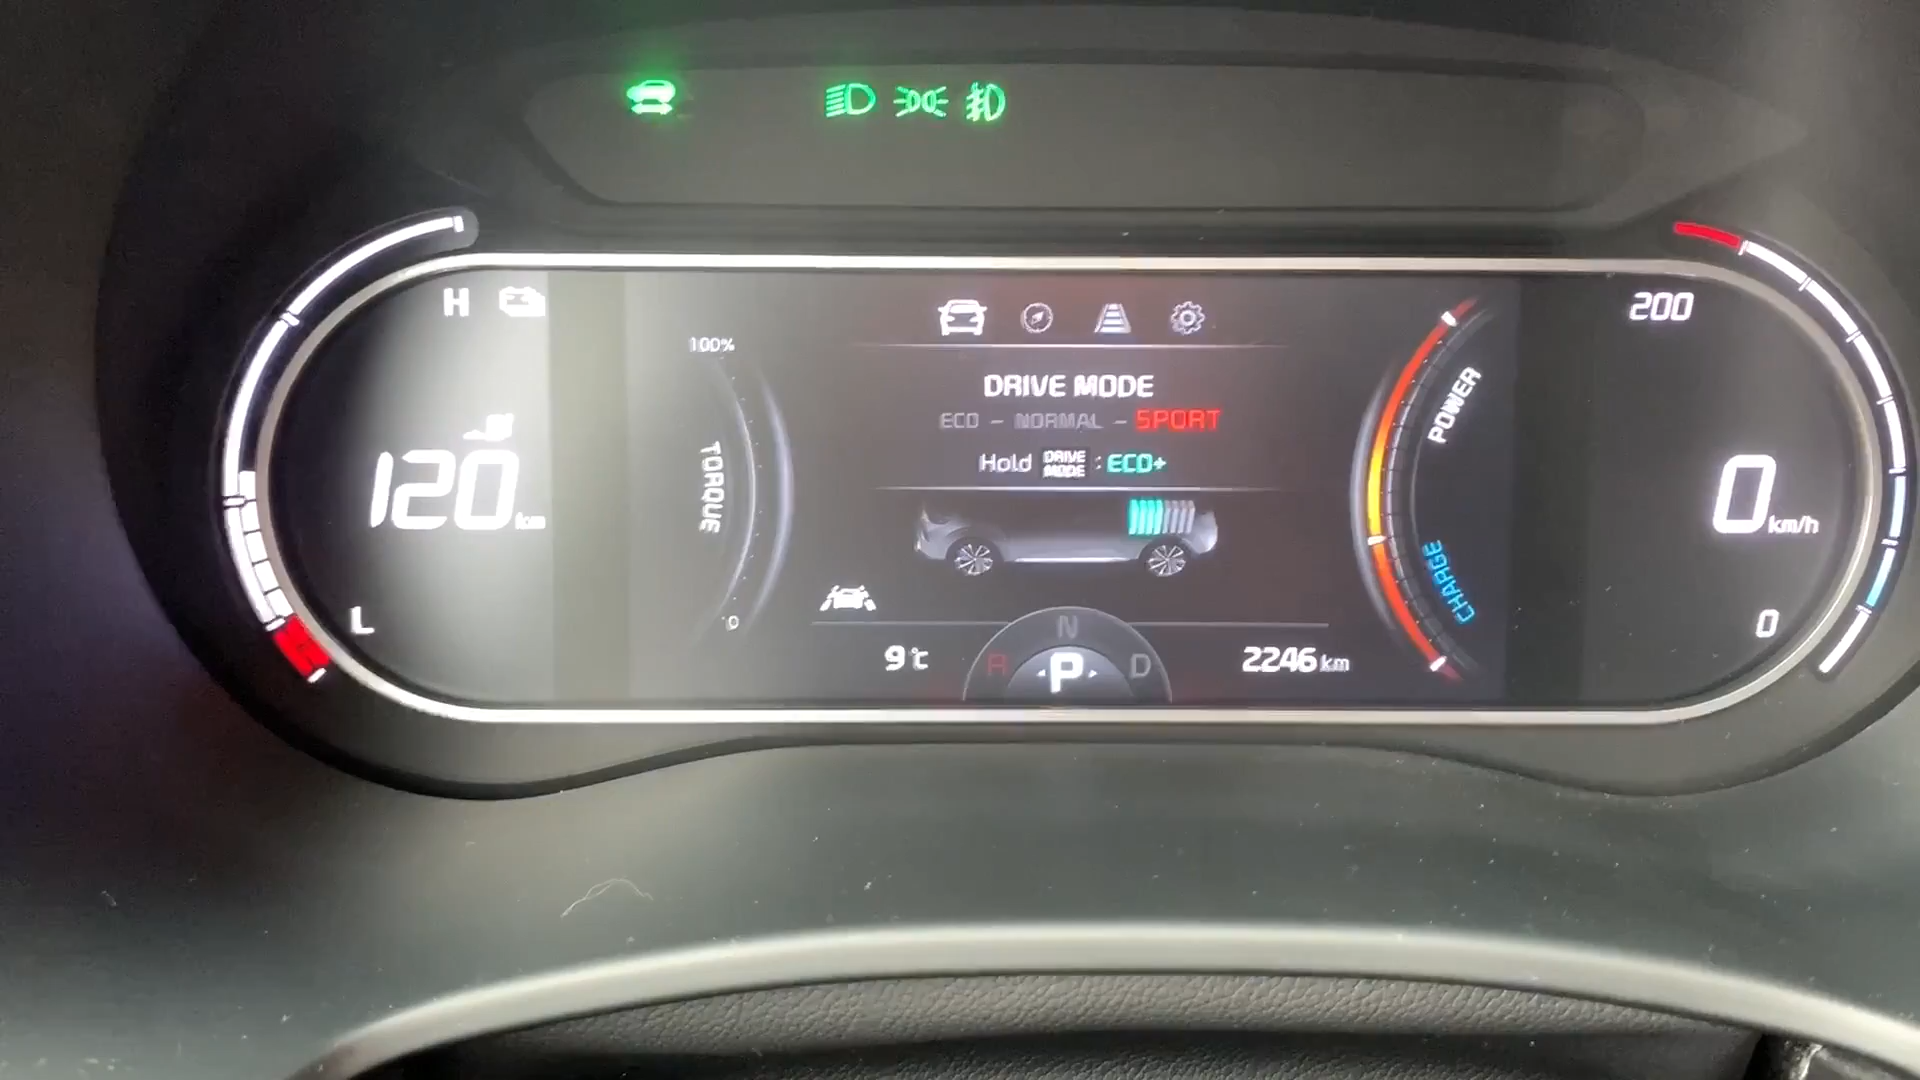 H
200
100%
DRIVE MODE
ECO - NORMAL - SPORT
Hold DRIVE MODE : ECO+
POWER
TORQUE
120 km
0 km/h
CHARGE
L
0
0
N
9°C
R
P
D
2246 km